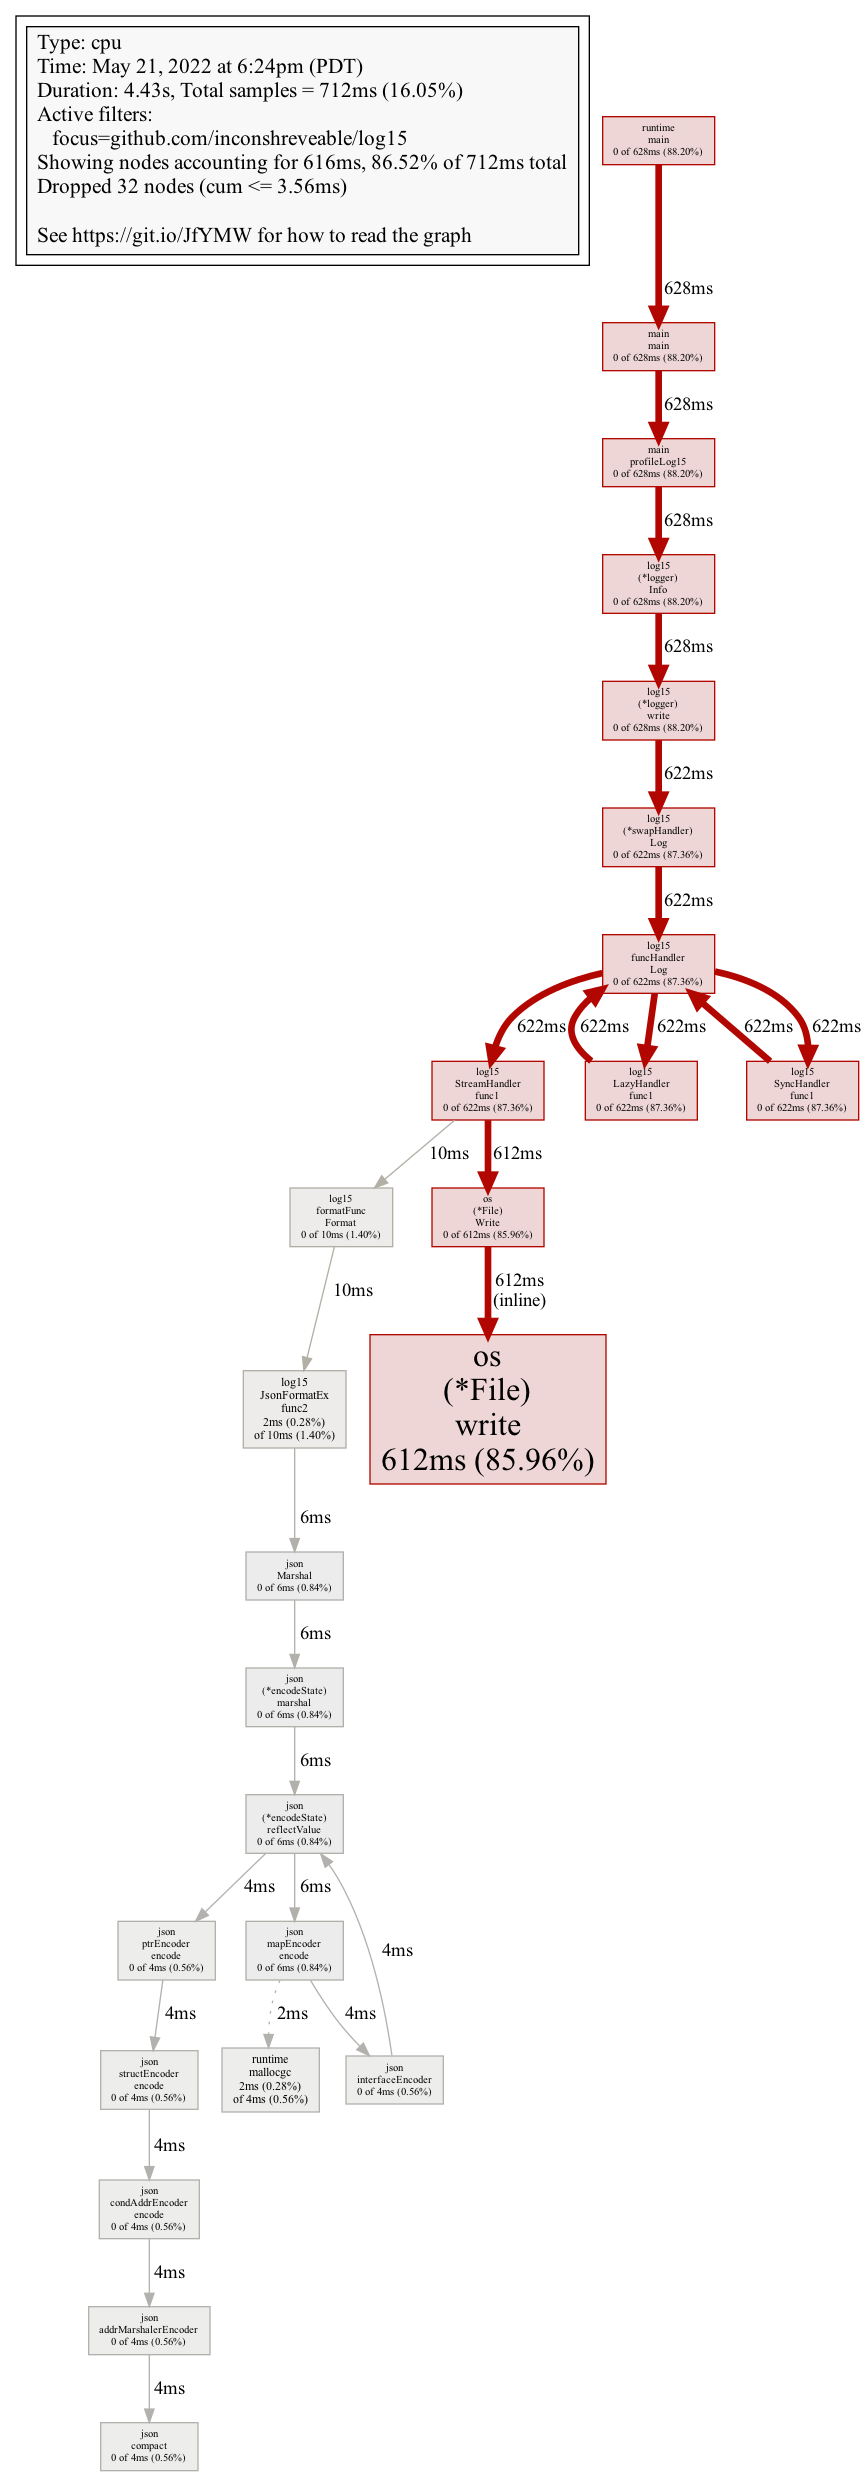 Type: cpu
Time: May 21, 2022 at 6:24pm (PDT)
Duration: 4.43s, Total samples = 712ms (16.05%)
Active filters:
focus=github.com/inconshreveable/log15
Showing nodes accounting for 616ms, 86.52% of 712ms total
Dropped 32 nodes (cum <= 3.56ms)
See https://git.io/JfYMW for how to read the graph
runtime
main
0 of 628ms (88.20%)
628ms
main
main
0 of 628ms (88.20%)
628ms
main
profileLog15
0 of 628ms (88.20%)
628ms
log15
(*logger)
Info
0 of 628ms (88.20%)
628ms
log15
(*logger)
write
0 of 628ms (88.20%)
622ms
log15
(*swapHandler)
Log
0 of 622ms (87.36%)
622ms
log15
funcHandler
Log
0 of 622ms (87.36%)
622ms
622ms
622ms
622ms
622ms
log15
StreamHandler
func1
0 of 622ms (87.36%)
log15
LazyHandler
func1
0 of 622ms (87.36%)
log15
SyncHandler
func1
0 of 622ms (87.36%)
10ms
612ms
log15
formatFunc
Format
0 of 10ms (1.40%)
os
(*File)
Write
0 of 612ms (85.96%)
10ms
612ms
(inline)
log15
JsonFormatEx
func2
2ms (0.28%)
of 10ms (1.40%)
os
(*File)
write
612ms (85.96%)
6ms
json
Marshal
0 of 6ms (0.84%)
6ms
json
(*encodeState)
marshal
0 of 6ms (0.84%)
6ms
json
(*encodeState)
reflectValue
0 of 6ms (0.84%)
4ms
6ms
4ms
json
ptrEncoder
encode
0 of 4ms (0.56%)
json
mapEncoder
encode
0 of 6ms (0.84%)
4ms
2ms
4ms
json
structEncoder
encode
0 of 4ms (0.56%)
runtime
mallocgc
2ms (0.28%)
of 4ms (0.56%)
json
interfaceEncoder
0 of 4ms (0.56%)
4ms
json
condAddrEncoder
encode
0 of 4ms (0.56%)
4ms
json
addrMarshalerEncoder
0 of 4ms (0.56%)
4ms
json
compact
0 of 4ms (0.56%)